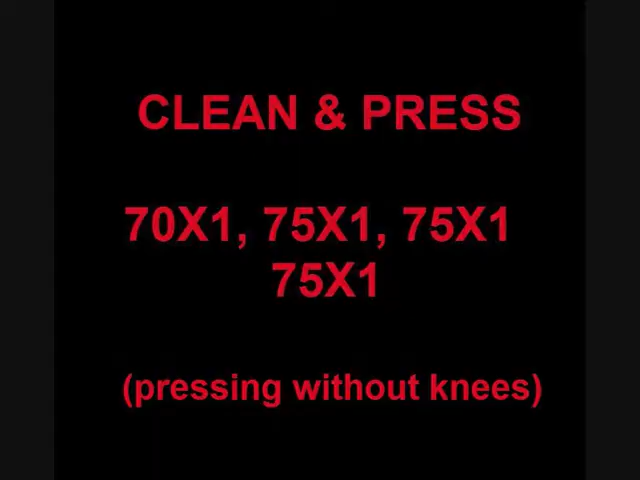 CLEAN & PRESS
70X1, 75X1, 75X1
75X1
(pressing without knees)